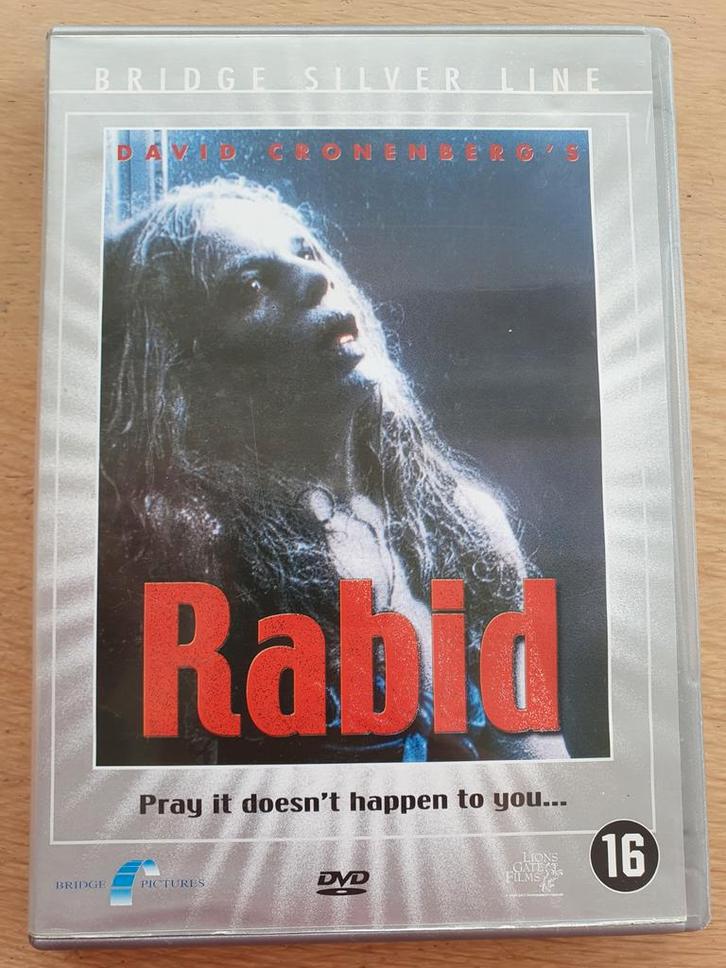 BRIDGE SILVER LINE
DAVID CRONENBERG'S
Rabid
Pray it doesn't happen to you...
BRIDGE PICTURES
DVD
LIONS
GATE
FILMS
16